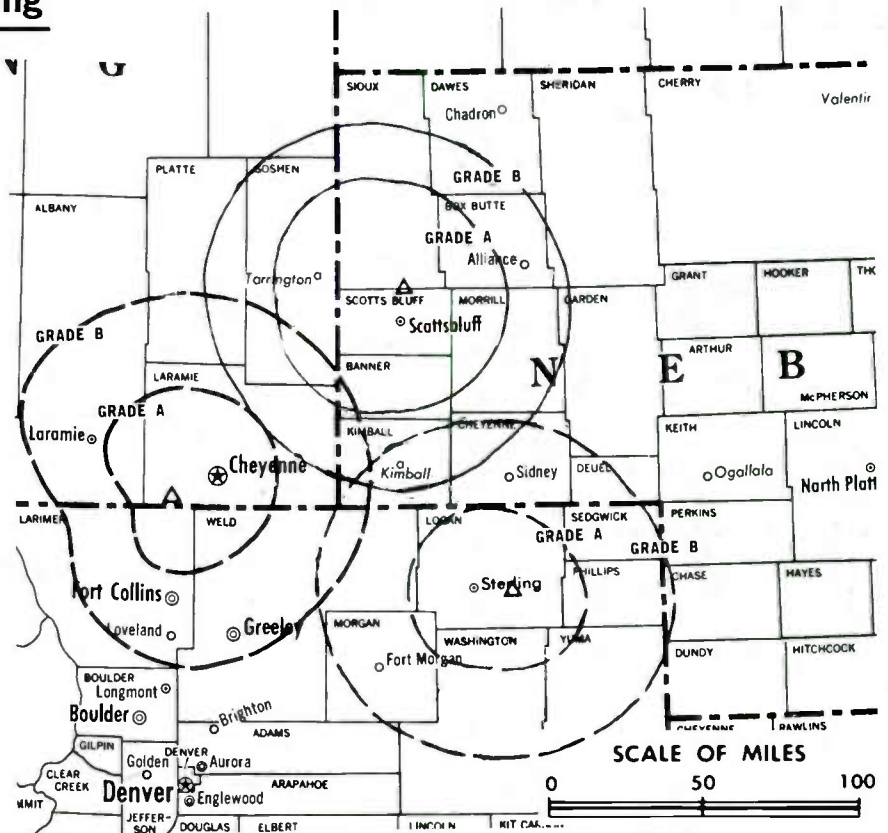 ng
G
SIOUX
DAWES
SHERIDAN
CHERRY
Chadron
Valentir
PLATTE
GOSHEN
GRADE B
ALBANY
BOX BUTTE
GRADE A
Alliance
Torrington
GRANT
HOOKER
SCOTTS BLUFF
MORRILL
GARDEN
Scottsbluff
GRADE B
ARTHUR
N E B
BANNER
LARAMIE
McPHERSON
GRADE A
KIMBALL
CHEYENNE
KEITH
LINCOLN
Laramie
Cheyenne
Kimball
Sidney
DEUEL
Ogallala
North Platt
LARIMER
WELD
LOGAN
SEDGWICK
PERKINS
GRADE A
GRADE B
PHILLIPS
CHASE
HAYES
Sterling
Fort Collins
Loveland
Greeley
MORGAN
WASHINGTON
YUMA
DUNDY
HITCHCOCK
Fort Morgan
BOULDER
Longmont
Boulder
Brighton
ADAMS
CHEYENNE
RAWLINS
GILPIN
Golden
DENVER
Aurora
SCALE OF MILES
CLEAR CREEK
ARAPAHOE
0 50 100
Denver
Englewood
JEFFER-
SON
DOUGLAS
ELBERT
LINCOLN